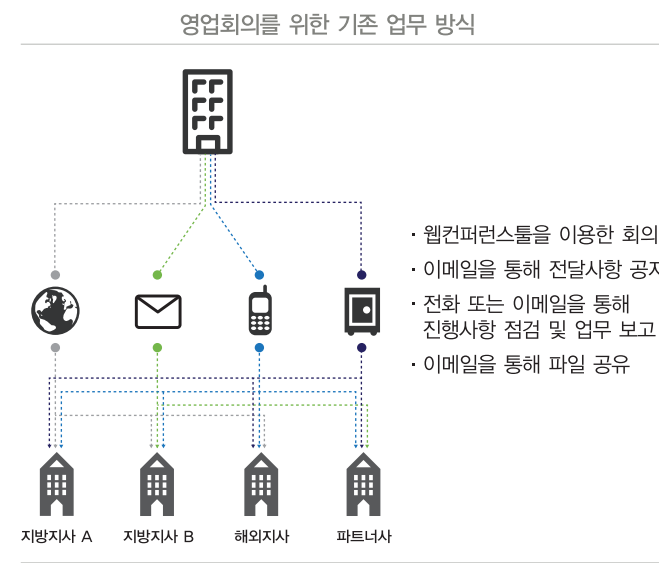 영업회의를 위한 기존 업무 방식
· 웹컨퍼런스툴을 이용한 회의
· 이메일을 통해 전달사항
· 전화 또는 이메일을 통해
진행사항 점검 및 업무 보고
· 이메일을 통해 파일 공유
지방지사 A
지방지사 B
해외지사
파트너사